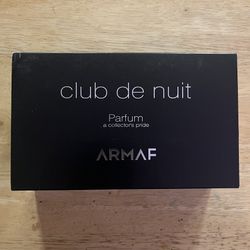 club de nuit
Parfum
a collector's pride
ARMAF